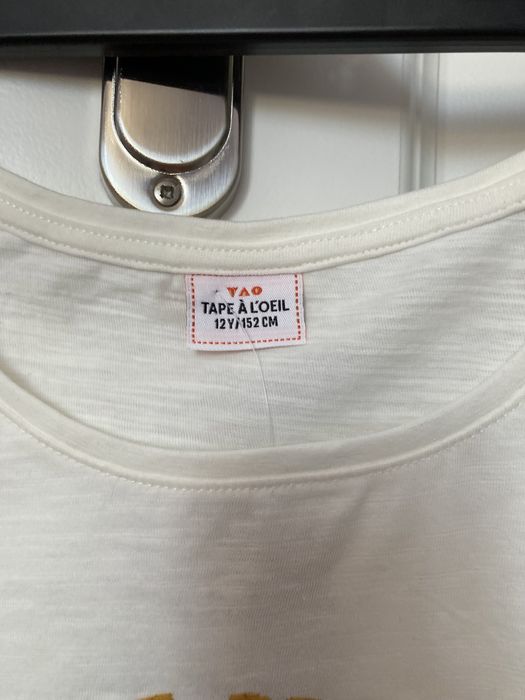 TAO
TAPE À L'OEIL
12Y/152 CM